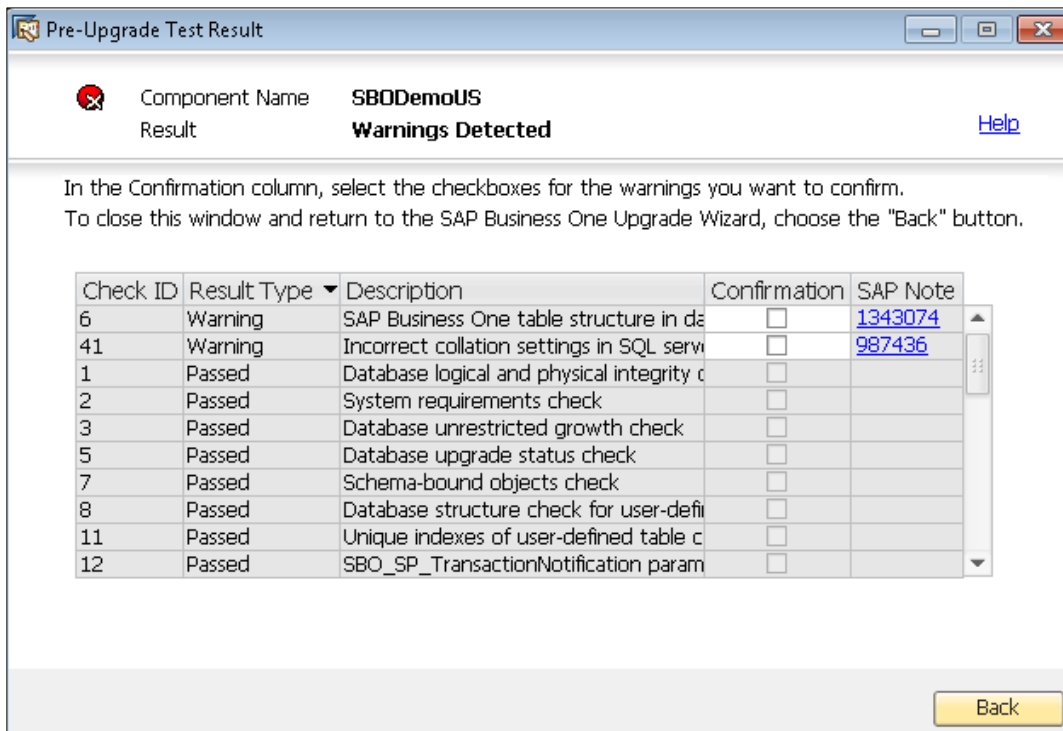 Pre-Upgrade Test Result
Component Name SBODemoUS
Result Warnings Detected
Help
In the Confirmation column, select the checkboxes for the warnings you want to confirm.
To close this window and return to the SAP Business One Upgrade Wizard, choose the "Back" button.
Check ID Result Type Description Confirmation SAP Note
6 Warning SAP Business One table structure in da 1343074
41 Warning Incorrect collation settings in SQL serv 987436
1 Passed Database logical and physical integrity c
2 Passed System requirements check
3 Passed Database unrestricted growth check
5 Passed Database upgrade status check
7 Passed Schema-bound objects check
8 Passed Database structure check for user-defi
11 Passed Unique indexes of user-defined table c
12 Passed SBO_SP_TransactionNotification param
Back